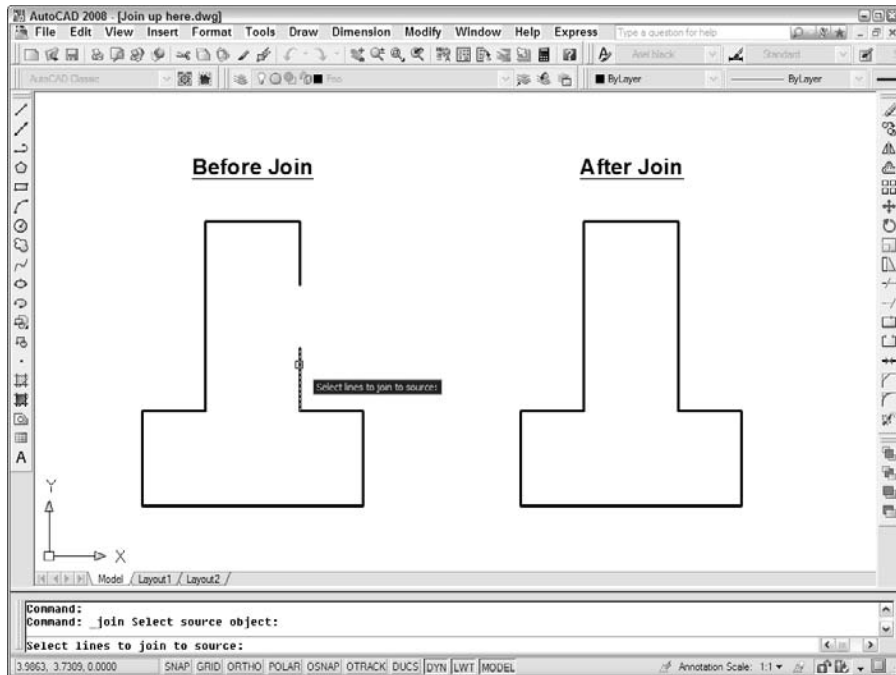 AutoCAD 2008 - [Join up here.dwg]
File Edit View Insert Format Tools Draw Dimension Modify Window Help Express Type a question for help
Arial black Standard
AutoCAD Classic ByLayer ByLayer
Before Join After Join
Select lines to join to source:
A
Y
X
Model Layout1 Layout2
Command:
Command: _join Select source object:
Select lines to join to source:
3.9863, 3.7309, 0.0000 SNAP GRID ORTHO POLAR OSNAP OTRACK DUCS DYN LWT MODEL Annotation Scale: 1:1